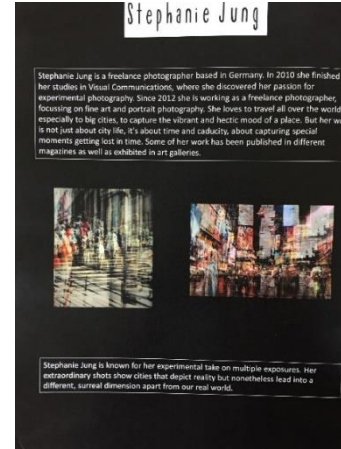 Stephanie Jung
Stephanie Jung is a freelance photographer based in Germany. In 2010 she finished
her studies in Visual Communications, where she discovered her passion for
experimental photography. Since 2012 she is working as a freelance photographer,
focussing on fine art and portrait photography. She loves to travel all over the world
especially to big cities, to capture the vibrant and hectic mood of a place. But her w
is not just about city life, it's about time and caducity, about capturing special
moments getting lost in time. Some of her work has been published in different
magazines as well as exhibited in art galleries.
Stephanie Jung is known for her experimental take on multiple exposures. Her
extraordinary shots show cities that depict reality but nonetheless lead into a
different, surreal dimension apart from our real world.